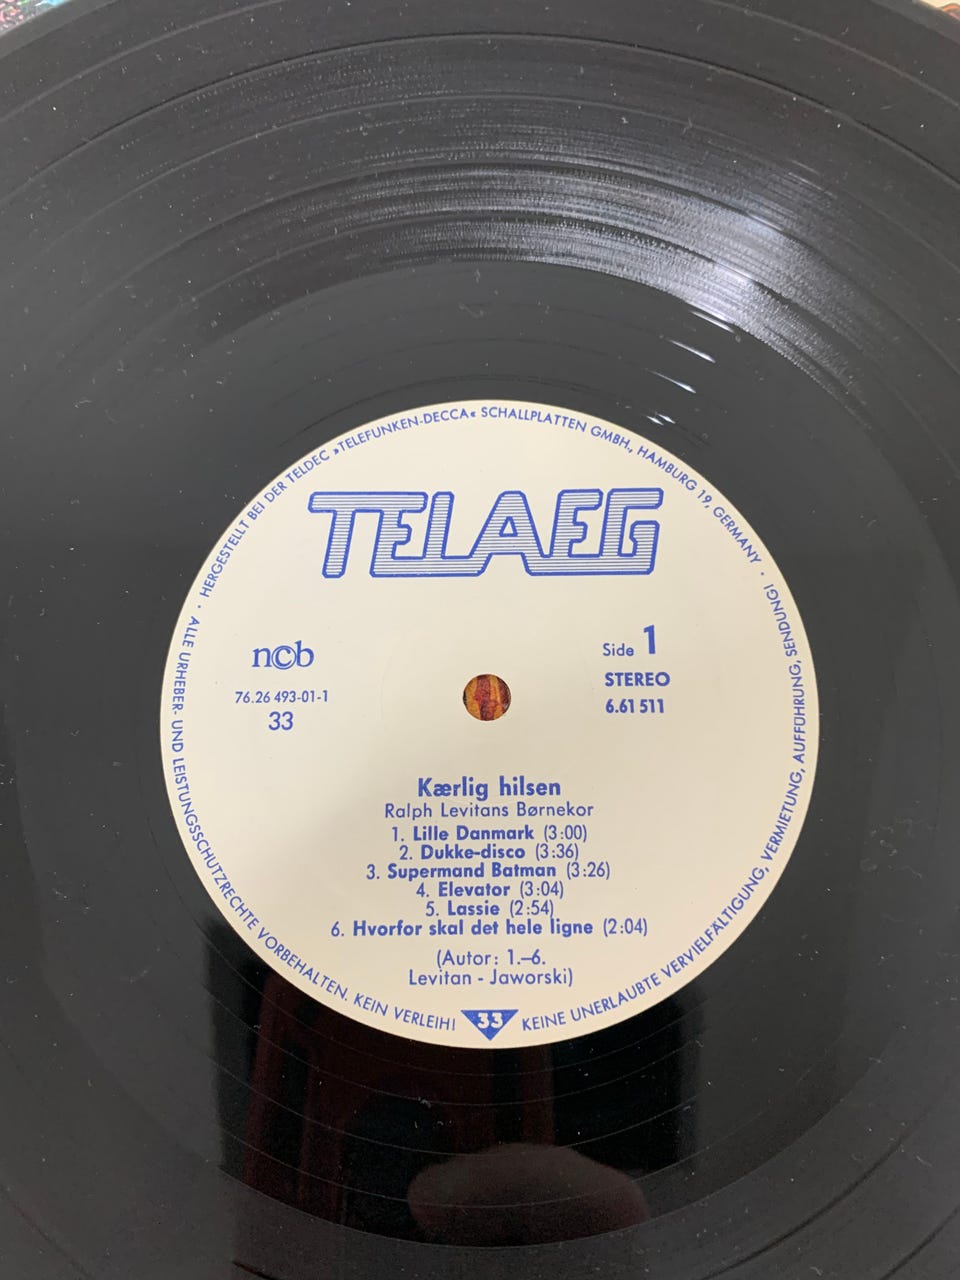 HERGESTELLT BEI DER TELDEC »TELEFUNKEN-DECCA« SCHALLPLATTEN GMBH., HAMBURG 19, GERMANY ·
TELAEG
ncb
Side 1
76.26 493-01-1
STEREO
33
6.61 511
Kærlig hilsen
Ralph Levitans Børnekor
1. Lille Danmark (3:00)
2. Dukke-disco (3:36)
3. Supermand Batman (3:26)
4. Elevator (3:04)
5. Lassie (2:54)
6. Hvorfor skal det hele ligne (2:04)
(Autor: 1.–6.
Levitan - Jaworski)
· ALLE URHEBER- UND LEISTUNGSSCHUTZRECHTE VORBEHALTEN. KEIN VERLEIH!
33
KEINE UNERLAUBTE VERVIELFÄLTIGUNG, VERMIETUNG, AUFFÜHRUNG, SENDUNG!